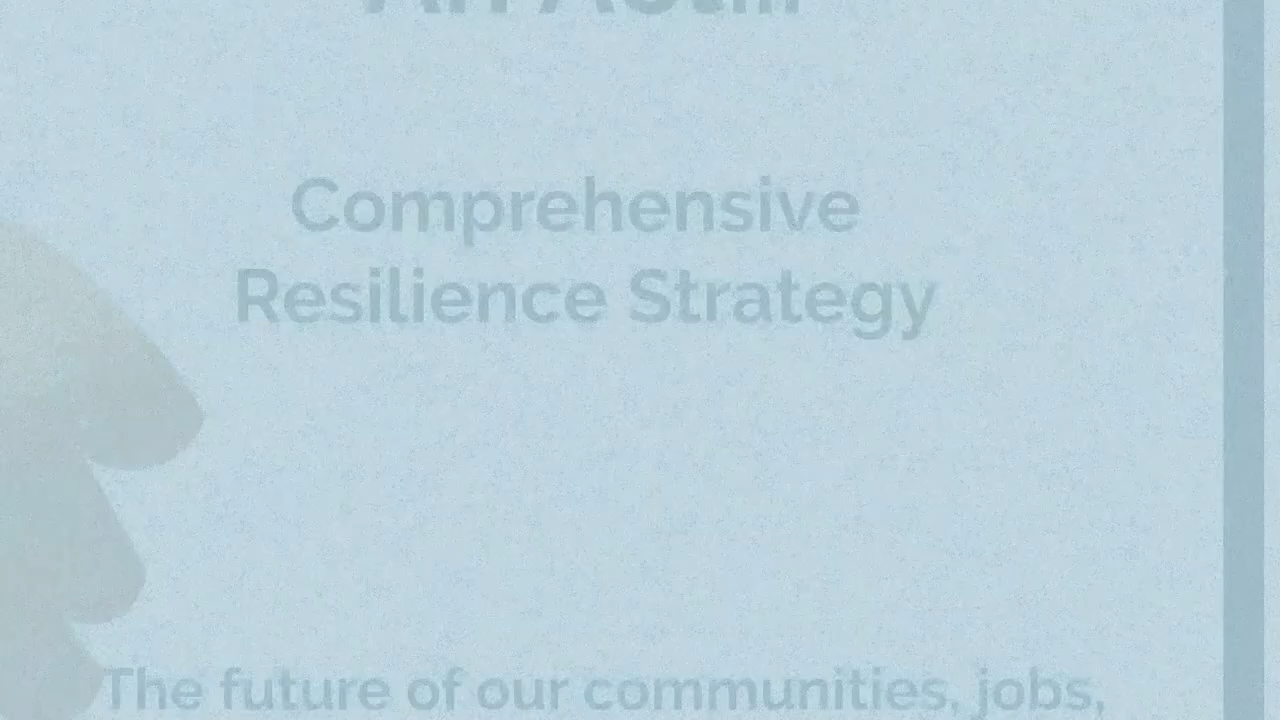 Comprehensive
Resilience Strategy
The future of our communities, jobs,